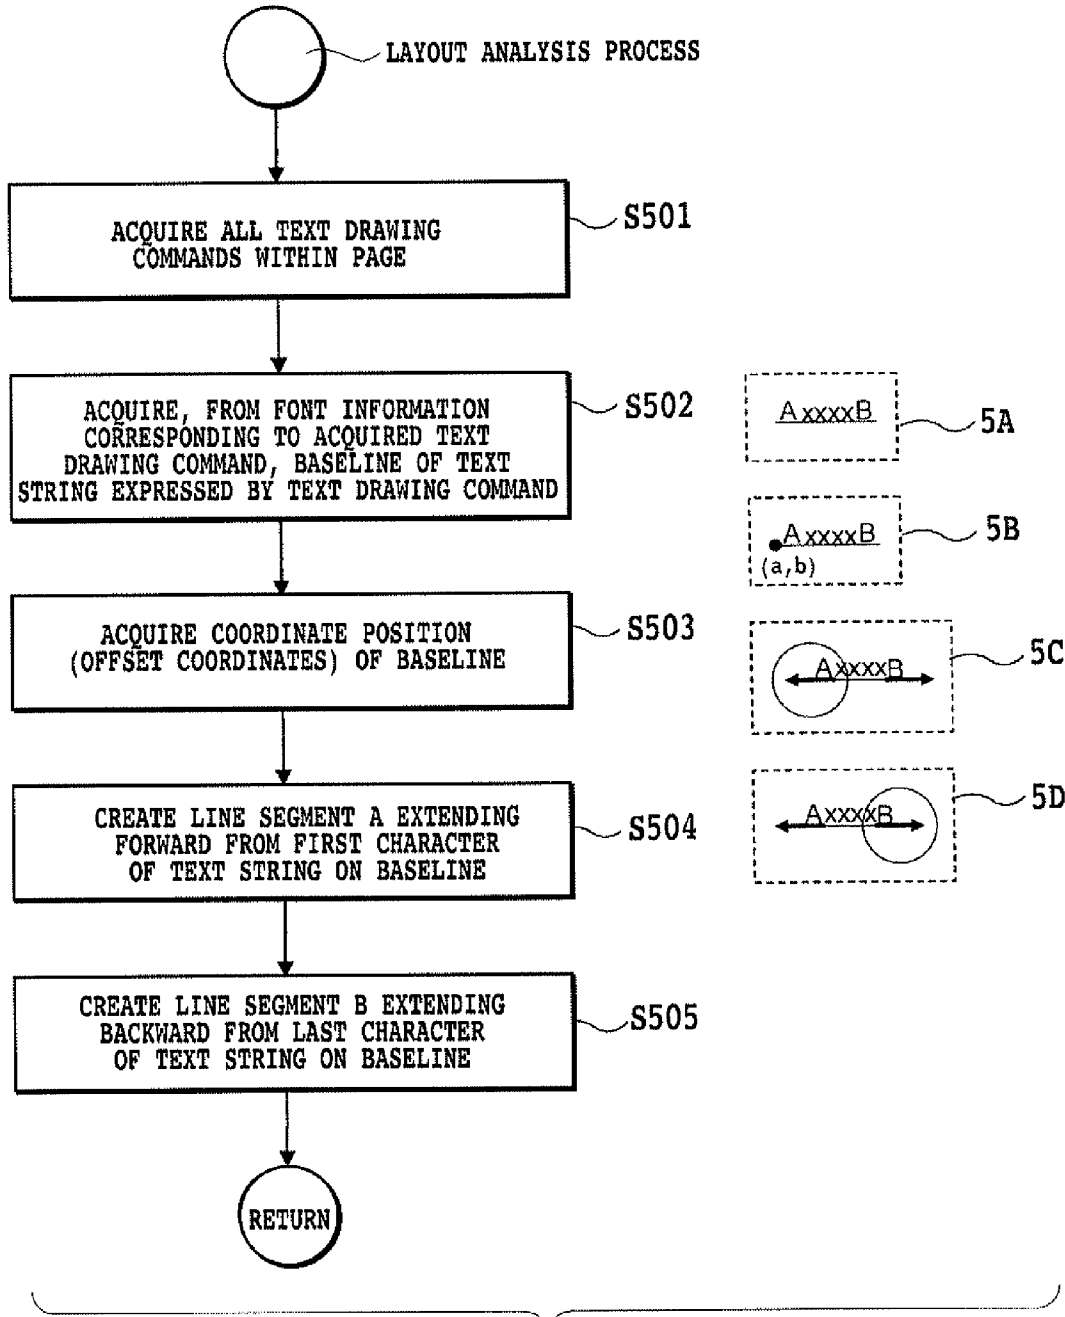 LAYOUT ANALYSIS PROCESS
ACQUIRE ALL TEXT DRAWING
COMMANDS WITHIN PAGE
S501
ACQUIRE, FROM FONT INFORMATION
CORRESPONDING TO ACQUIRED TEXT
DRAWING COMMAND, BASELINE OF TEXT
STRING EXPRESSED BY TEXT DRAWING COMMAND
S502
AxxxxB
5A
AxxxxB
(a,b)
5B
ACQUIRE COORDINATE POSITION
(OFFSET COORDINATES) OF BASELINE
S503
AxxxxB
5C
CREATE LINE SEGMENT A EXTENDING
FORWARD FROM FIRST CHARACTER
OF TEXT STRING ON BASELINE
S504
AxxxxB
5D
CREATE LINE SEGMENT B EXTENDING
BACKWARD FROM LAST CHARACTER
OF TEXT STRING ON BASELINE
S505
RETURN